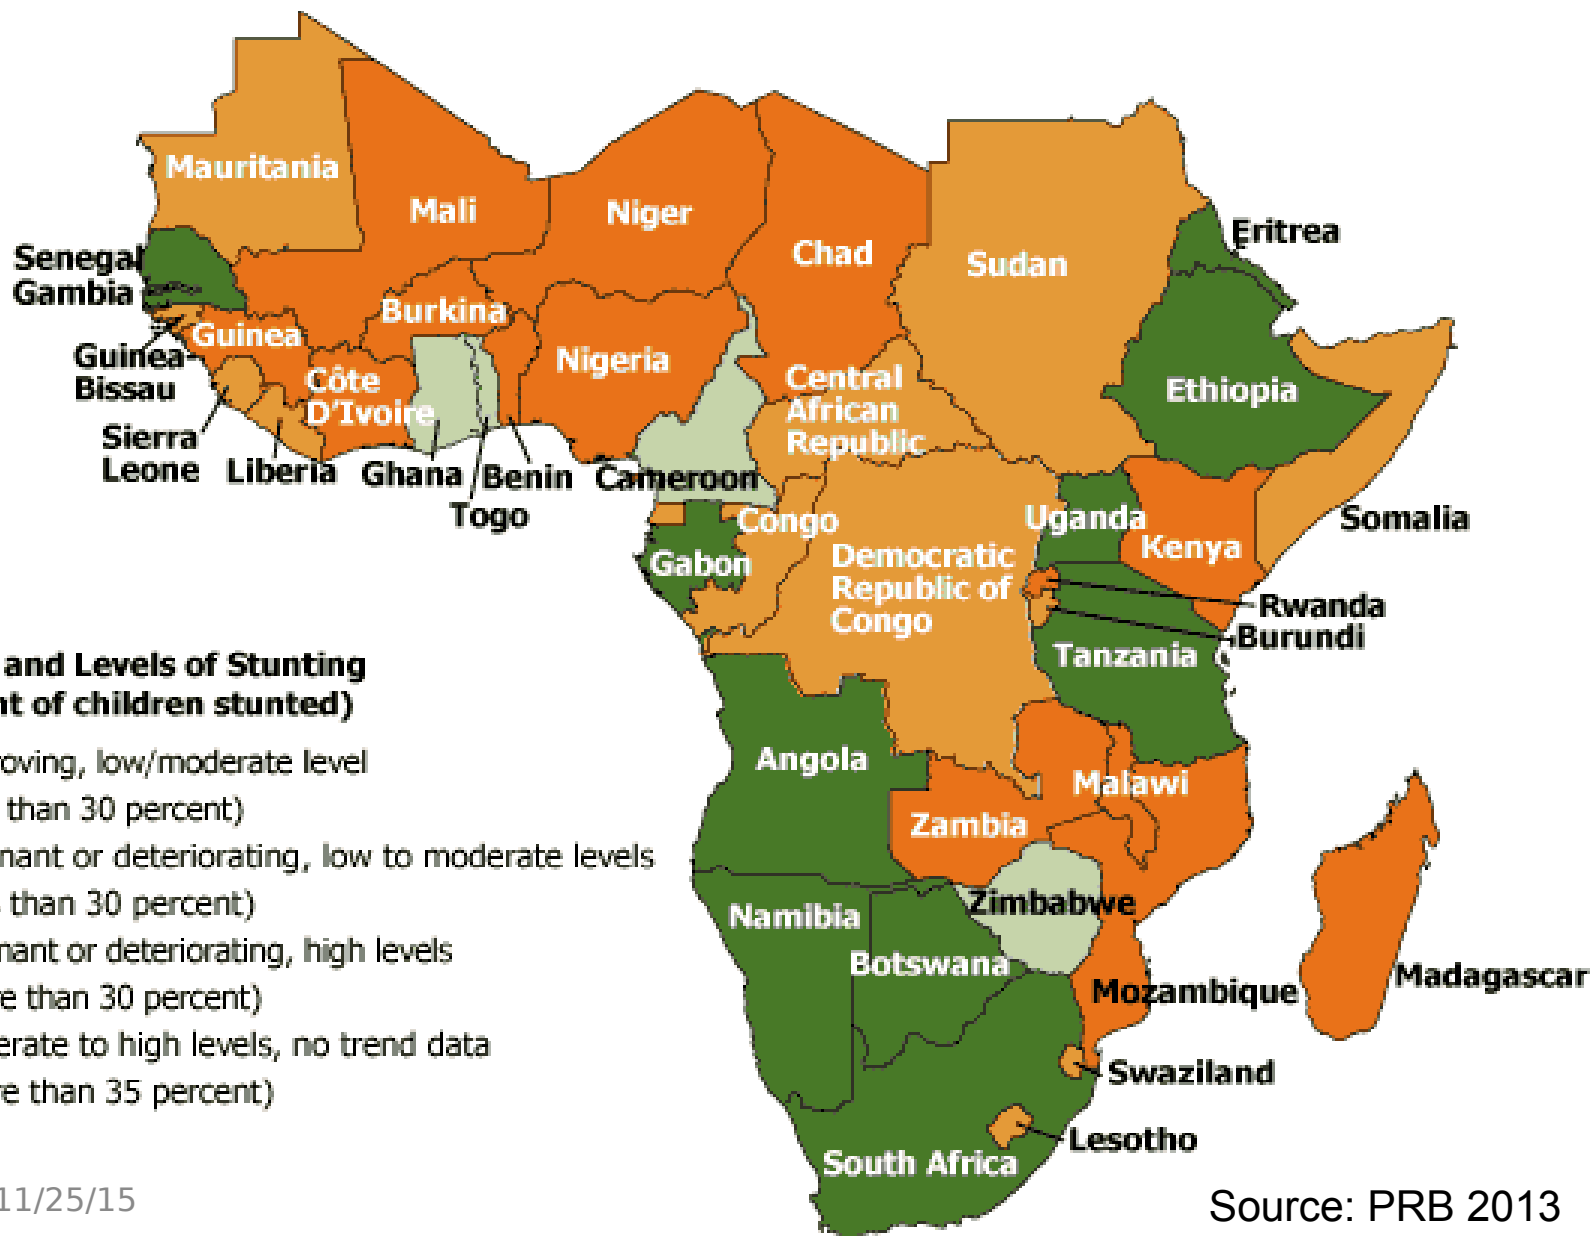 Mauritania
Mali
Niger
Chad
Sudan
Eritrea
Senegal
Gambia
Burkina
Guinea
Guinea-
Bissau
Nigeria
Côte
D'Ivoire
Central
African
Republic
Ethiopia
Sierra
Leone
Liberia
Ghana
Benin
Togo
Cameroon
Congo
Uganda
Kenya
Somalia
Gabon
Democratic
Republic of
Congo
Rwanda
Burundi
Tanzania
and Levels of Stunting
nt of children stunted)
roving, low/moderate level
than 30 percent)
nant or deteriorating, low to moderate levels
s than 30 percent)
nant or deteriorating, high levels
re than 30 percent)
erate to high levels, no trend data
re than 35 percent)
Angola
Malawi
Zambia
Zimbabwe
Namibia
Botswana
Mozambique
Madagascar
Swaziland
Lesotho
South Africa
11/25/15
Source: PRB 2013